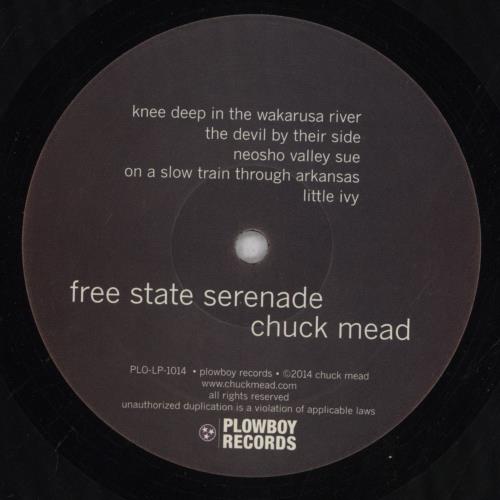 knee deep in the wakarusa river
the devil by their side
neosho valley sue
on a slow train through arkansas
little ivy
free state serenade
chuck mead
PLO-LP-1014 • plowboy records • ©2014 chuck mead
www.chuckmead.com
all rights reserved
unauthorized duplication is a violation of applicable laws
PLOWBOY
RECORDS